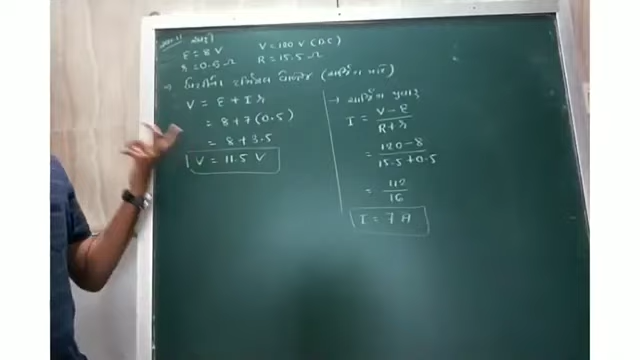 ε = 8 V V = 120 V (DC)
r = 0.5 Ω R = 15.5 Ω
V = ε + I r
= 8 + 7 (0.5)
= 8 + 3.5
V = 11.5 V
→ ચાર્જિંગ
I = V - ε / R + r
= 120 - 8 / 15.5 + 0.5
= 112 / 16
I = 7 A